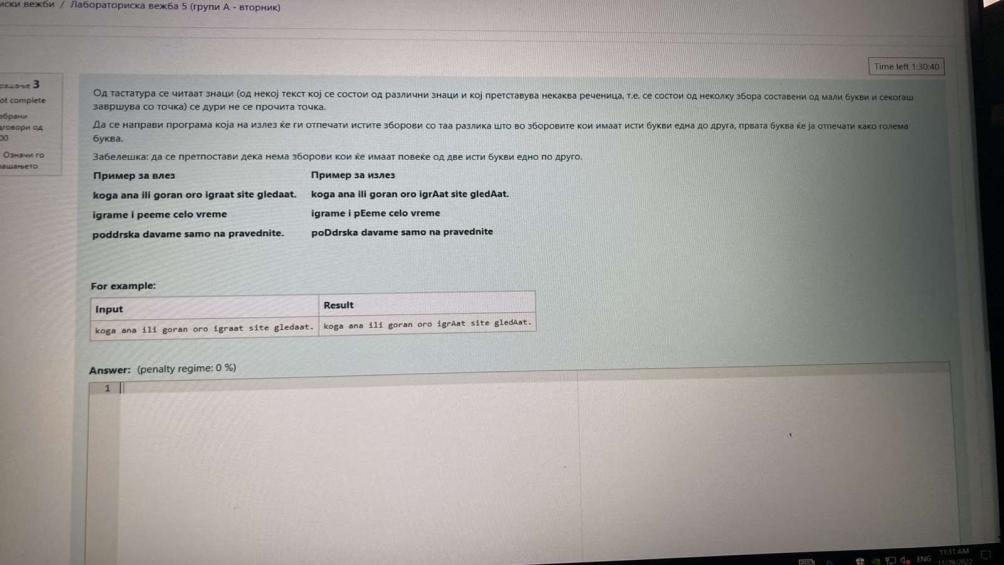 иски вежби / Лабораториска вежба 5 (групи А - вторник)
Time left 1:30:40
3
ot complete
говори од
00
Означи го
Од тастатура се читаат знаци (од некој текст кој се состои од различни знаци и кој претставува некаква реченица, т.е. се состои од неколку збора составени од мали букви и секогаш
завршува со точка) се дури не се прочита точка.
Да се направи програма која на излез ќе ги отпечати истите зборови со таа разлика што во зборовите кои имаат исти букви една до друга, првата буква ќе ја отпечати како голема
буква.
Забелешка: да се претпостави дека нема зборови кои ќе имаат повеќе од две исти букви едно по друго.
Пример за влез Пример за излез
koga ana ili goran oro igraat site gledaat. koga ana ili goran oro igrAat site gledAat.
igrame i peeme celo vreme igrame i pEeme celo vreme
poddrska davame samo na pravednite. poDdrska davame samo na pravednite
For example:
Input Result
koga ana ili goran oro igraat site gledaat. koga ana ili goran oro igrAat site gledAat.
Answer: (penalty regime: 0 %)
1
ENG
11:31 AM